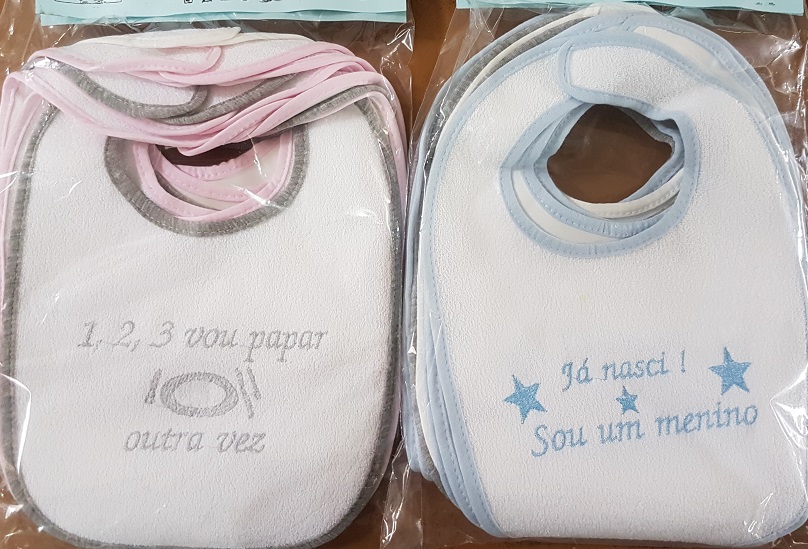 1, 2, 3 vou papar
outra vez
Já nasci !
Sou um menino